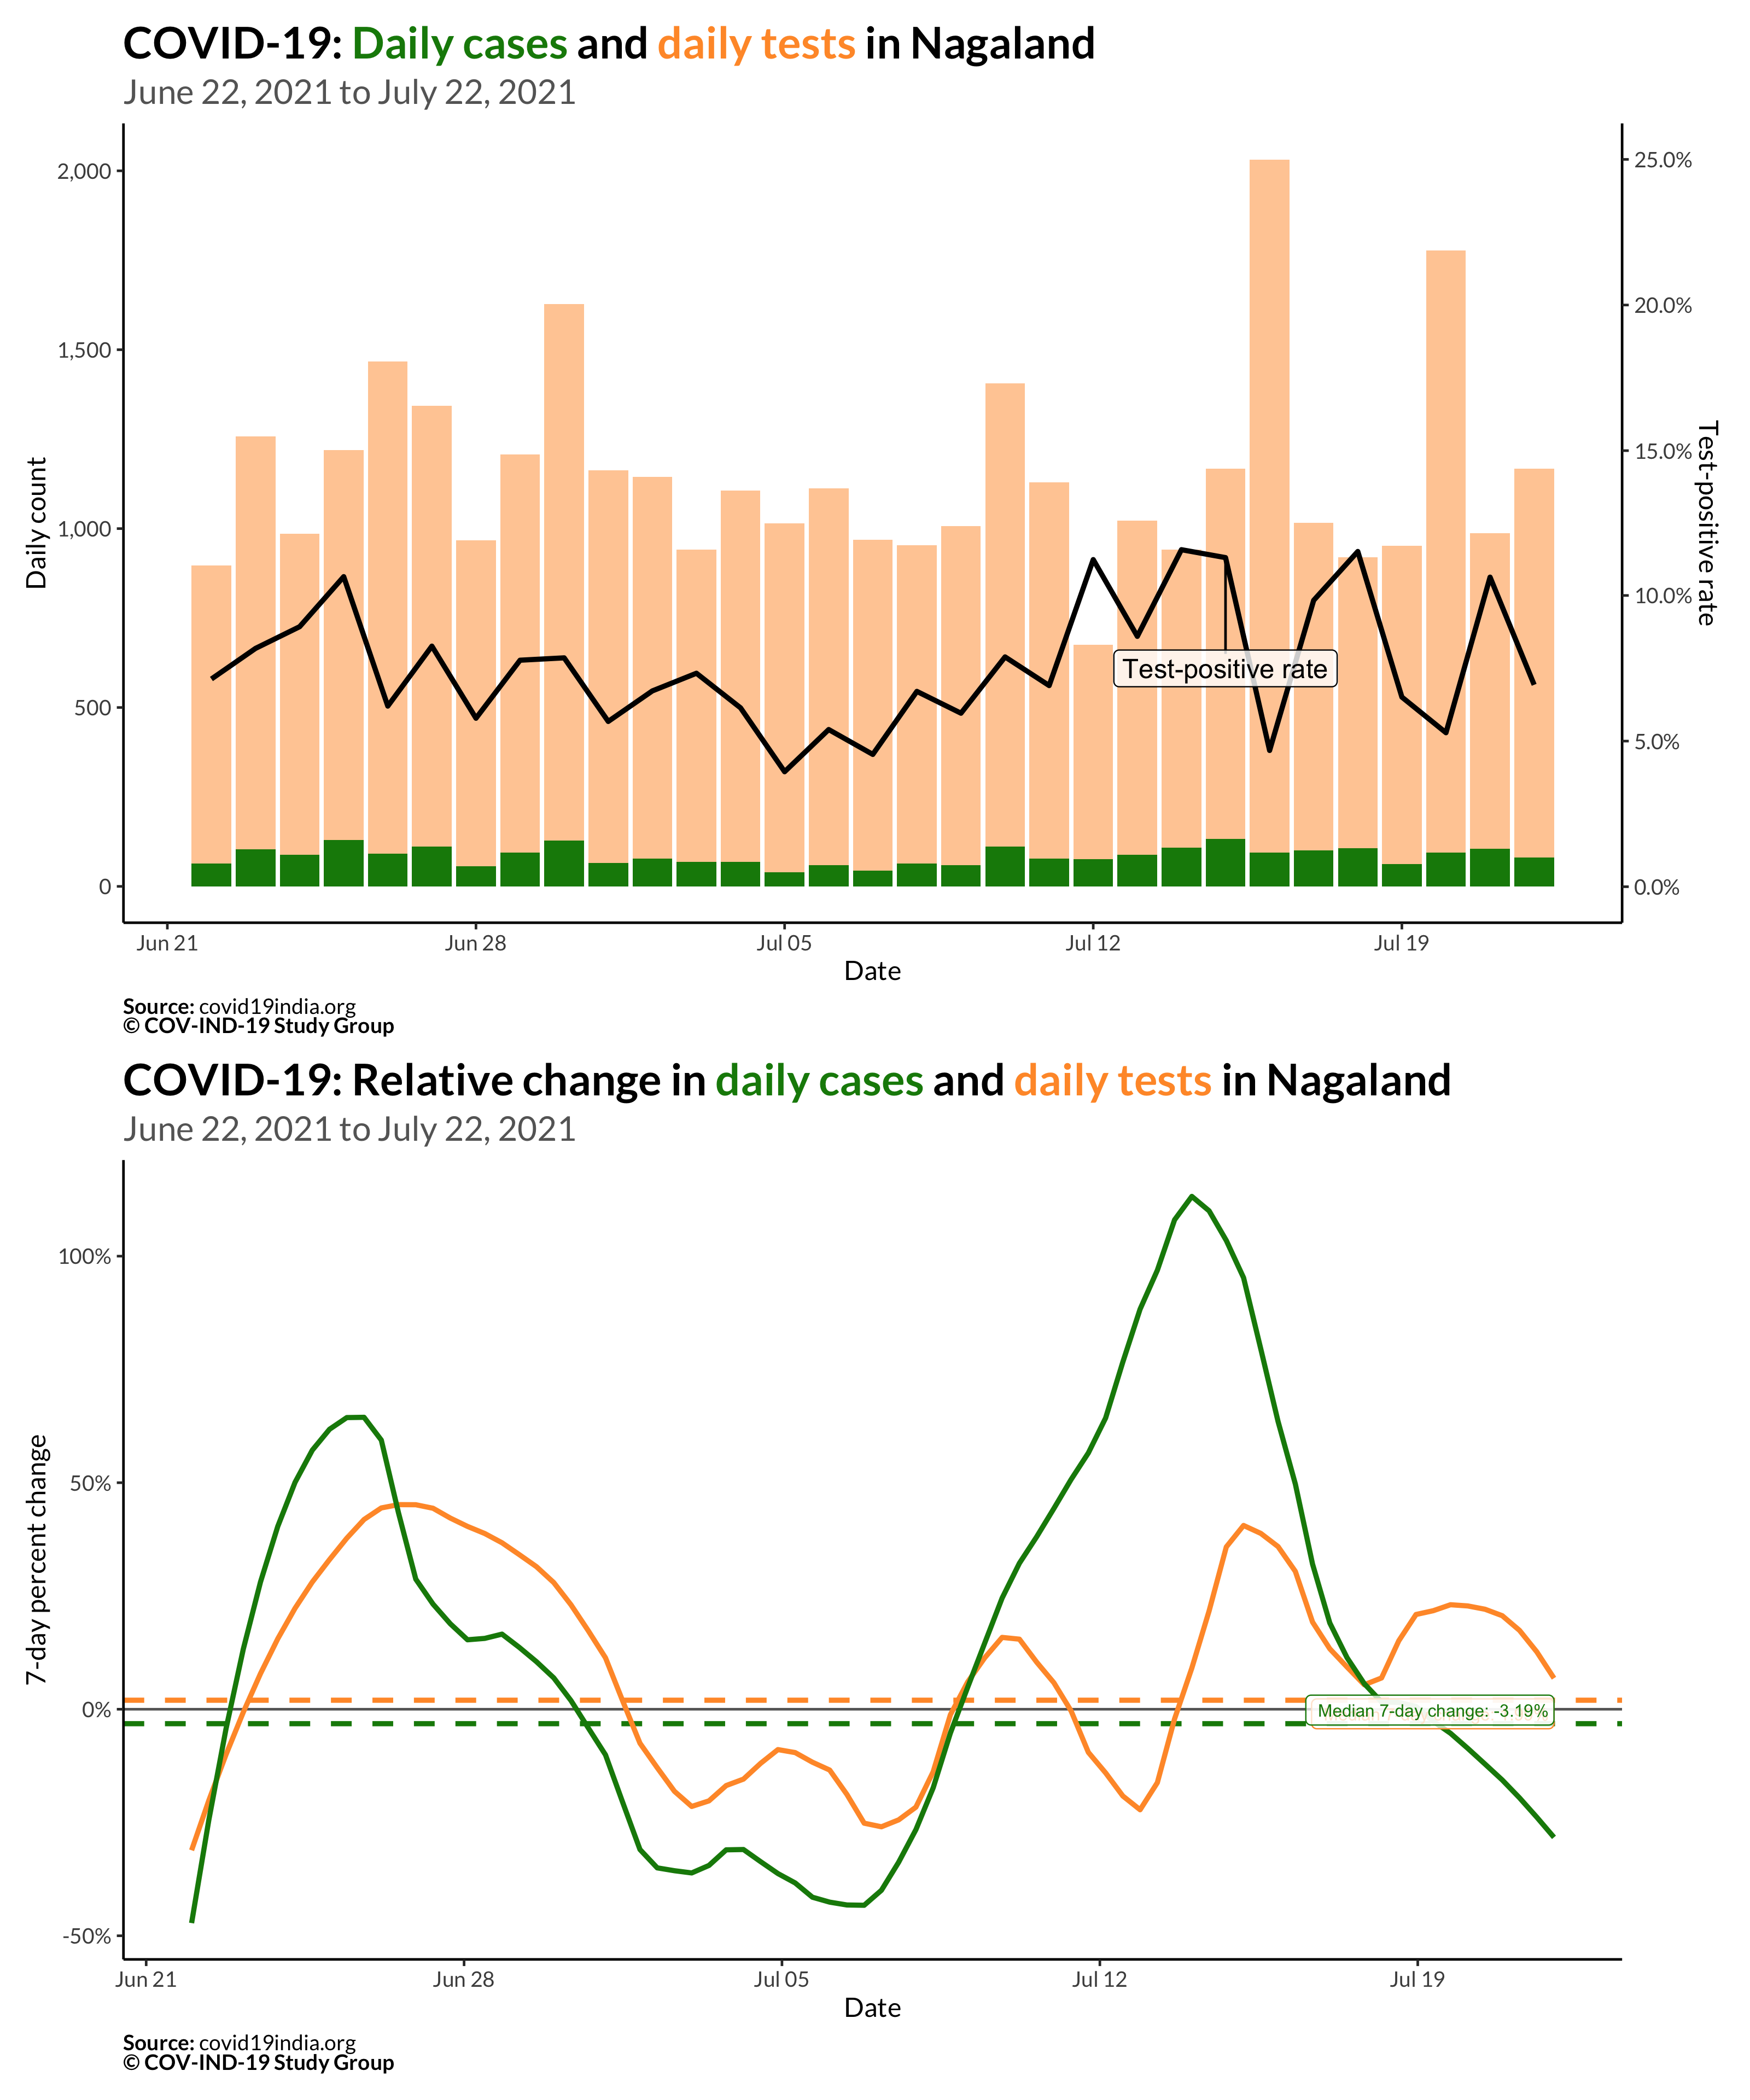 COVID-19: Daily cases and daily tests in Nagaland
June 22, 2021 to July 22, 2021
2,000
1,500
1,000
500
0
Daily count
25.0%
20.0%
15.0%
10.0%
5.0%
0.0%
Test-positive rate
Test-positive rate
Jun 21
Jun 28
Jul 05
Jul 12
Jul 19
Date
Source: covid19india.org
© COV-IND-19 Study Group
COVID-19: Relative change in daily cases and daily tests in Nagaland
June 22, 2021 to July 22, 2021
100%
50%
0%
-50%
7-day percent change
Median 7-day change: -3.19%
Jun 21
Jun 28
Jul 05
Jul 12
Jul 19
Date
Source: covid19india.org
© COV-IND-19 Study Group